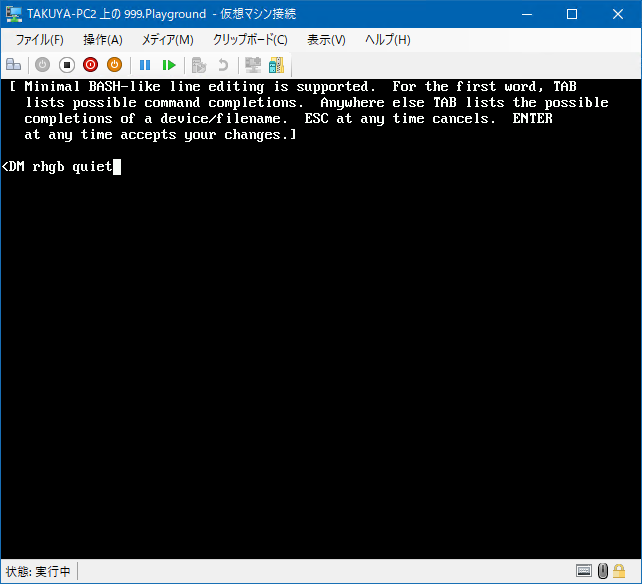 TAKUYA-PC2 上の 999.Playground - 仮想マシン接続
ファイル(F) 操作(A) メディア(M) クリップボード(C) 表示(V) ヘルプ(H)
[ Minimal BASH-like line editing is supported. For the first word, TAB
lists possible command completions. Anywhere else TAB lists the possible
completions of a device/filename. ESC at any time cancels. ENTER
at any time accepts your changes.]
<DM rhgb quiet
状態: 実行中